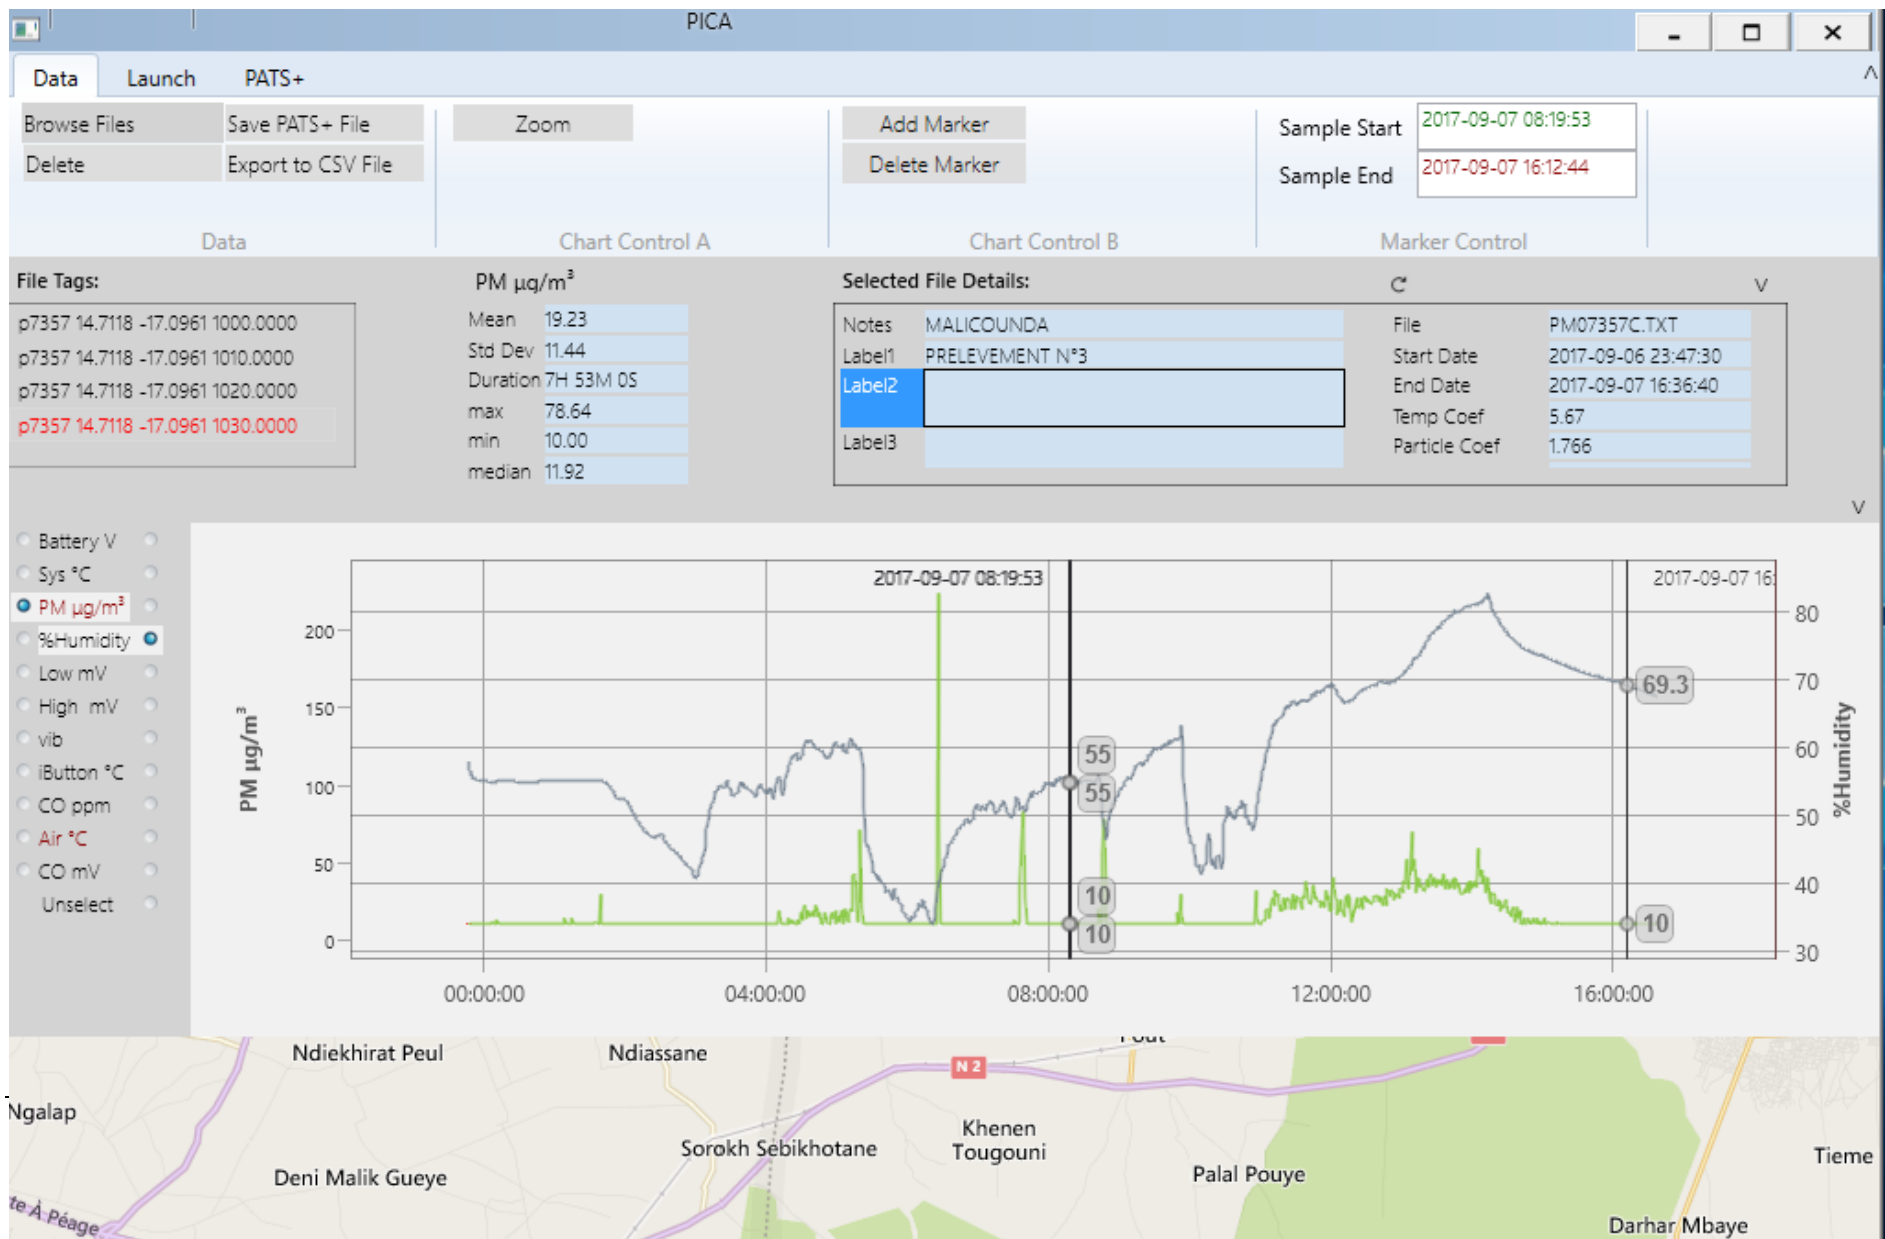 PICA
Data Launch PATS+
Browse Files Save PATS+ File Zoom Add Marker Sample Start 2017-09-07 08:19:53
Delete Export to CSV File Delete Marker Sample End 2017-09-07 16:12:44
Data Chart Control A Chart Control B Marker Control
File Tags:
p7357 14.7118 -17.0961 1000.0000
p7357 14.7118 -17.0961 1010.0000
p7357 14.7118 -17.0961 1020.0000
p7357 14.7118 -17.0961 1030.0000
PM µg/m³
Mean 19.23
Std Dev 11.44
Duration 7H 53M 0S
max 78.64
min 10.00
median 11.92
Selected File Details:
Notes MALICOUNDA
Label1 PRELEVEMENT N°3
Label2
Label3
File PM07357C.TXT
Start Date 2017-09-06 23:47:30
End Date 2017-09-07 16:36:40
Temp Coef 5.67
Particle Coef 1.766
Battery V
Sys °C
PM µg/m³
%Humidity
Low mV
High mV
vib
iButton °C
CO ppm
Air °C
CO mV
Unselect
2017-09-07 08:19:53 2017-09-07 16:
PM µg/m³
200
150
100
50
0
55
55
10
10
69.3
10
80
70
60
50
40
30
%Humidity
00:00:00 04:00:00 08:00:00 12:00:00 16:00:00
Ndiekhirat Peul Ndiassane
N 2
Ngalap
Khenen
Tougouni
Sorokh Sebikhotane
Tieme
Deni Malik Gueye Palal Pouye
te À Péage
Darhar Mbaye